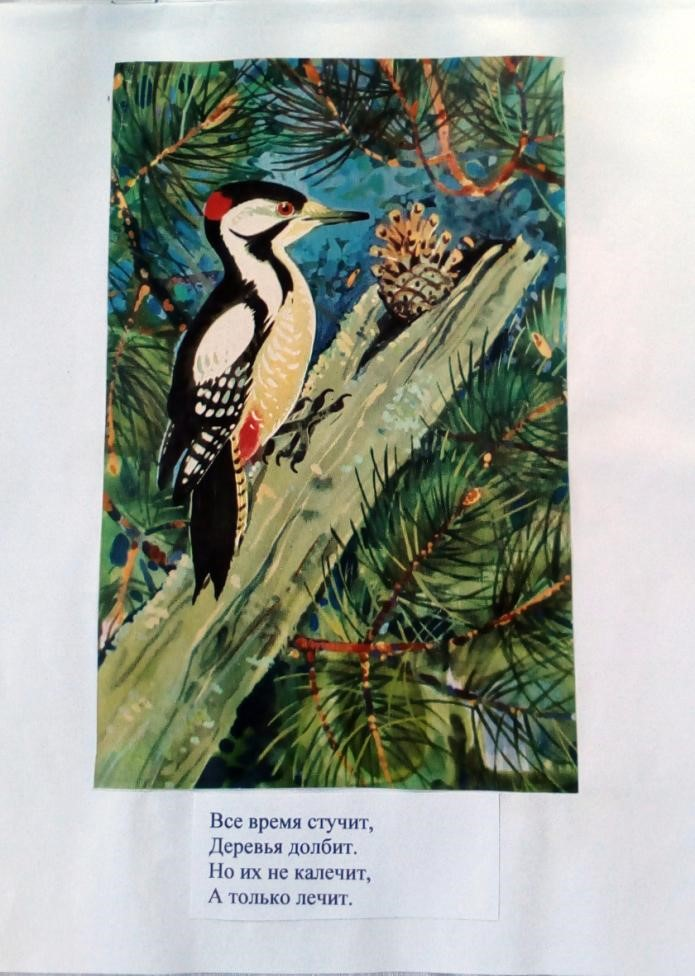 Все время стучит,
Деревья долбит.
Но их не калечит,
А только лечит.